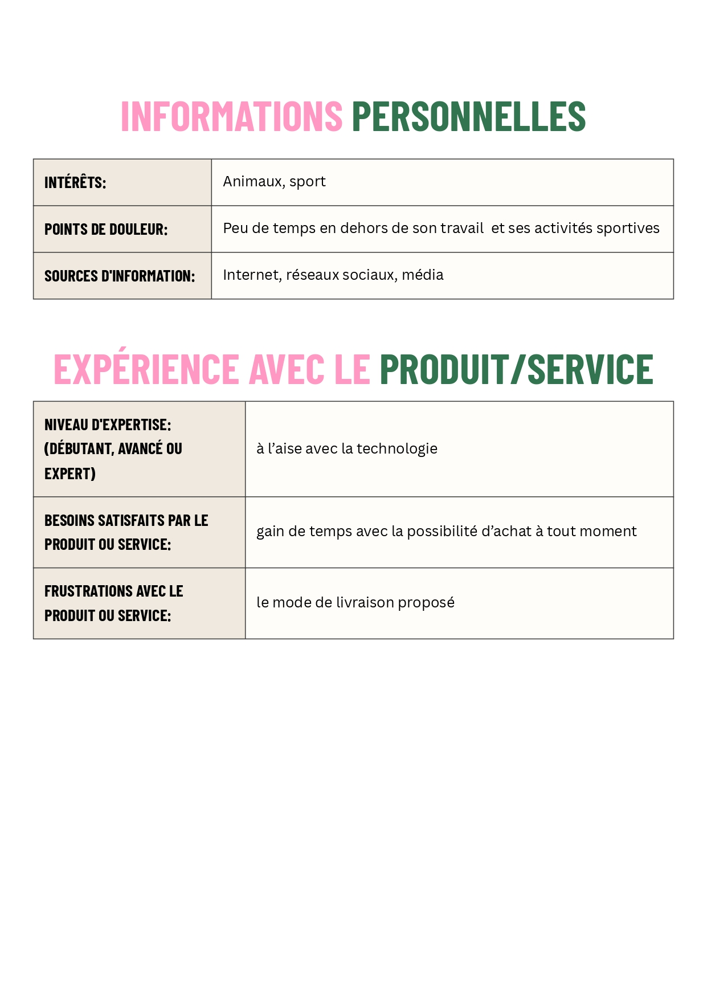 INFORMATIONS PERSONNELLES
INTÉRÊTS: Animaux, sport
POINTS DE DOULEUR: Peu de temps en dehors de son travail  et ses activités sportives
SOURCES D'INFORMATION: Internet, réseaux sociaux, média
EXPÉRIENCE AVEC LE PRODUIT/SERVICE
NIVEAU D'EXPERTISE:
(DÉBUTANT, AVANCÉ OU
EXPERT)
à l’aise avec la technologie
BESOINS SATISFAITS PAR LE
PRODUIT OU SERVICE:
gain de temps avec la possibilité d’achat à tout moment
FRUSTRATIONS AVEC LE
PRODUIT OU SERVICE:
le mode de livraison proposé